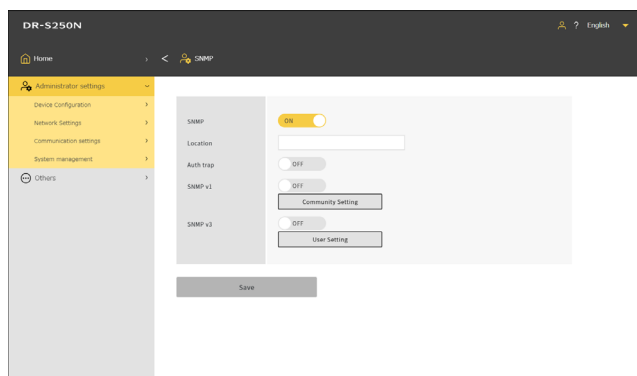 DR-S250N
? English
Home
< SNMP
Administrator settings
Device Configuration
Network Settings
Communication settings
System management
Others
SNMP ON
Location
Auth trap OFF
SNMP v1 OFF
Community Setting
SNMP v3 OFF
User Setting
Save